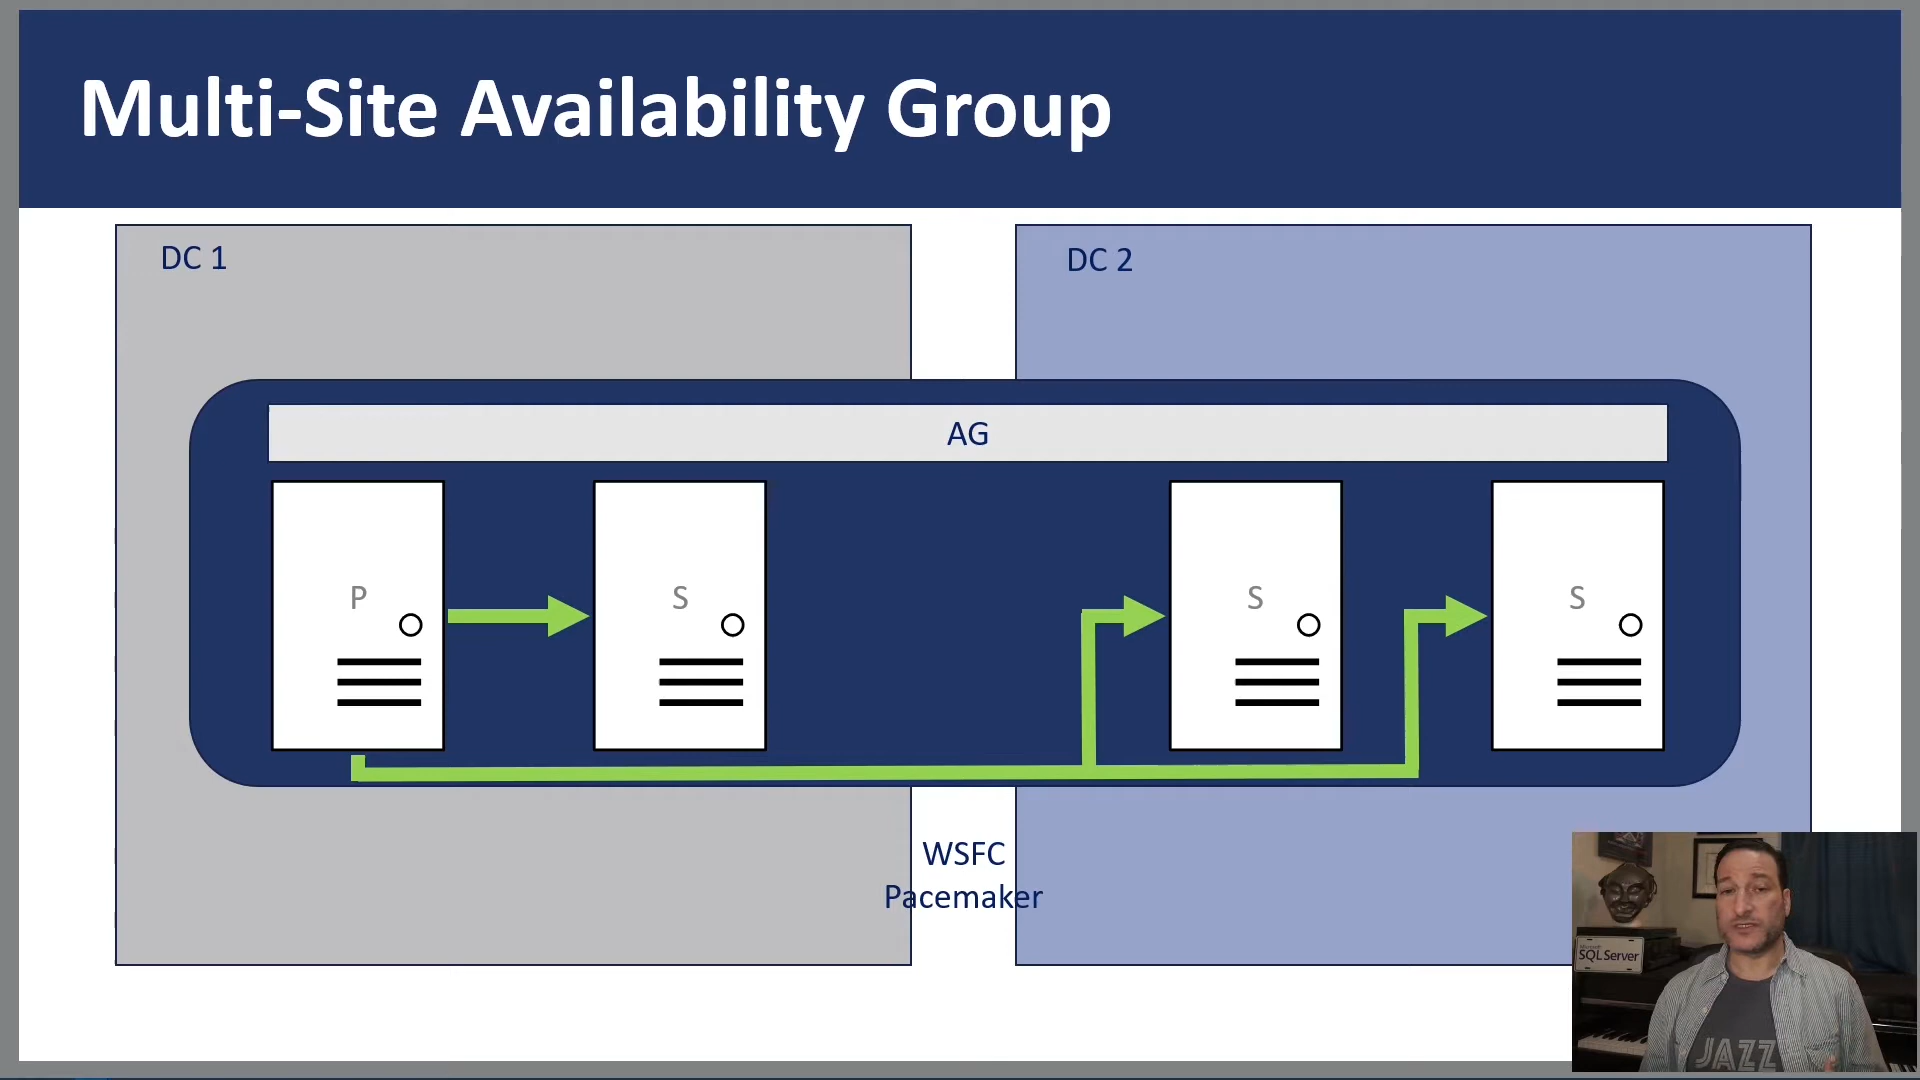 Multi-Site Availability Group
DC 1
DC 2
AG
P
S
S
S
WSFC
Pacemaker
SQL Server
JAZZ